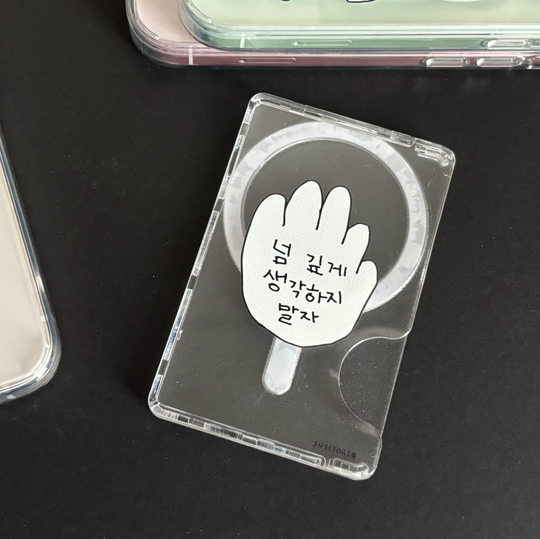 넘 깊게
생각하지
말자